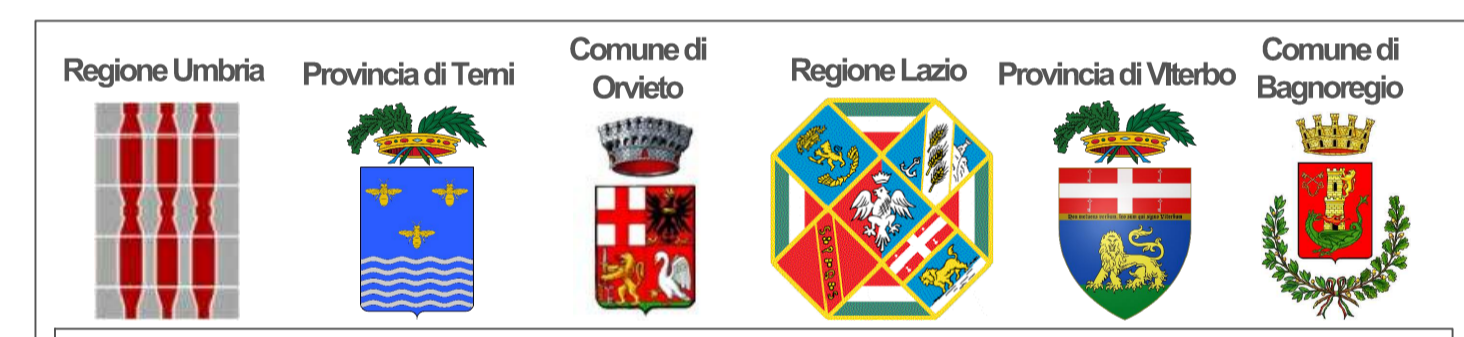 Regione Umbria
Provincia di Terni
Comune di
Orvieto
Regione Lazio
Provincia di VIterbo
Comune di
Bagnoregio